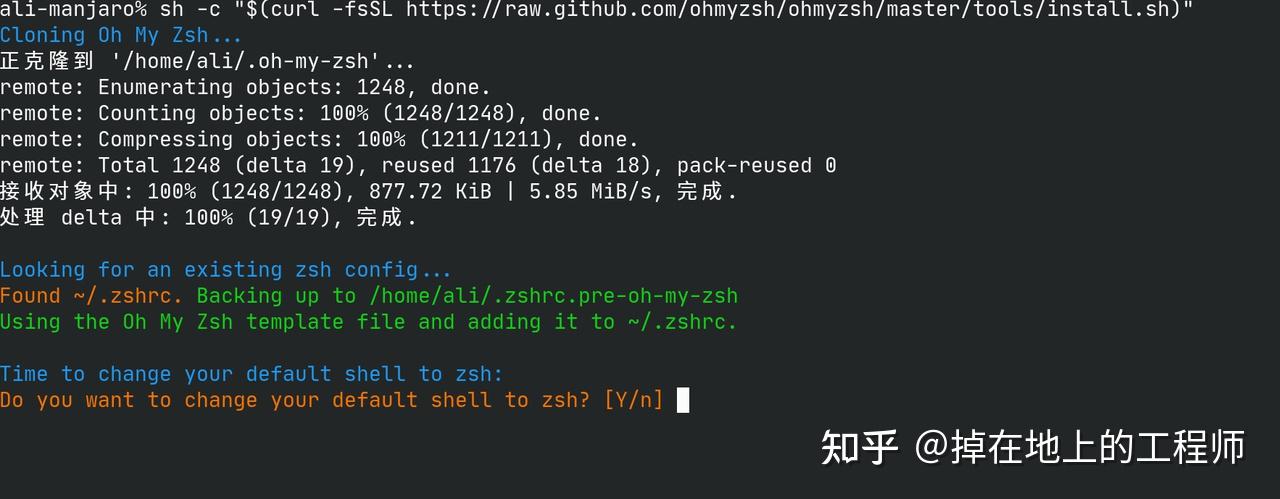 ali-manjaro% sh -c "$(curl -fsSL https://raw.github.com/ohmyzsh/ohmyzsh/master/tools/install.sh)"
Cloning Oh My Zsh...
正克隆到 '/home/ali/.oh-my-zsh'...
remote: Enumerating objects: 1248, done.
remote: Counting objects: 100% (1248/1248), done.
remote: Compressing objects: 100% (1211/1211), done.
remote: Total 1248 (delta 19), reused 1176 (delta 18), pack-reused 0
接收对象中: 100% (1248/1248), 877.72 KiB | 5.85 MiB/s, 完成.
处理 delta 中: 100% (19/19), 完成.
Looking for an existing zsh config...
Found ~/.zshrc. Backing up to /home/ali/.zshrc.pre-oh-my-zsh
Using the Oh My Zsh template file and adding it to ~/.zshrc.
Time to change your default shell to zsh:
Do you want to change your default shell to zsh? [Y/n]
知乎 @掉在地上的工程师